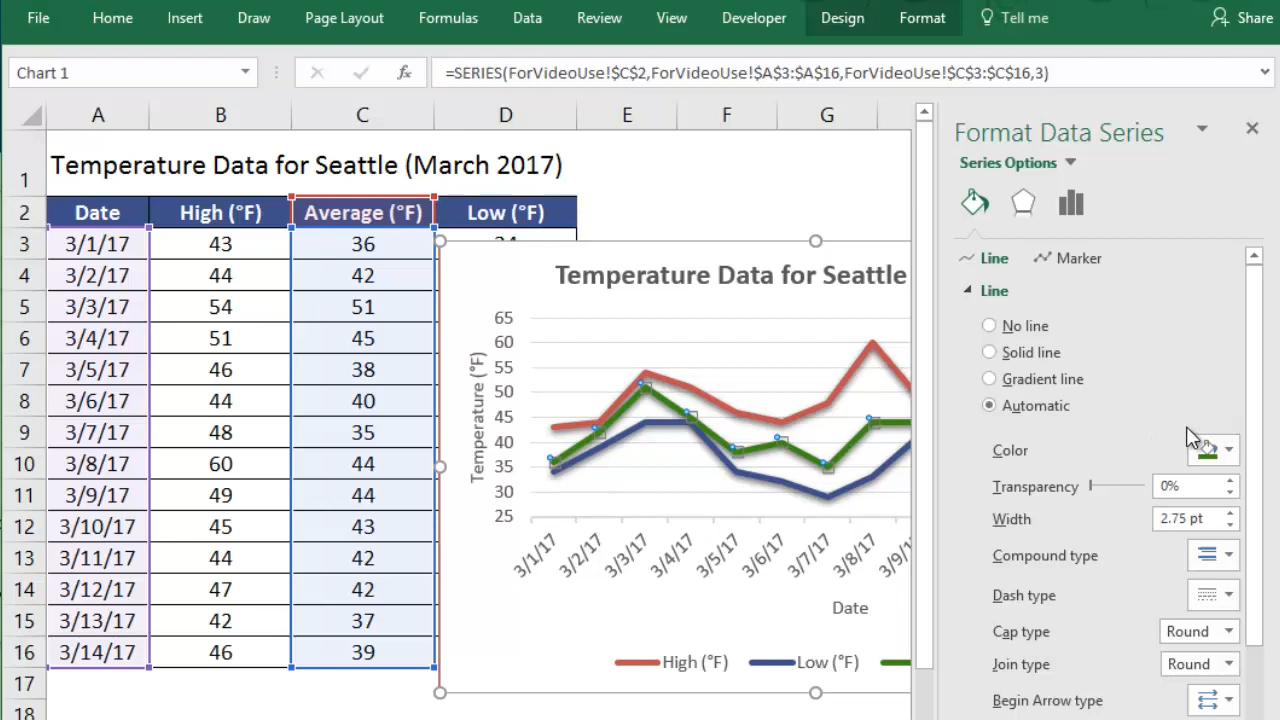 File Home Insert Draw Page Layout Formulas Data Review View Developer Design Format Tell me Share
Chart 1 fx =SERIES(ForVideoUse!$C$2,ForVideoUse!$A$3:$A$16,ForVideoUse!$C$3:$C$16,3)
A B C D E F G
1 Temperature Data for Seattle (March 2017)
2 Date High (°F) Average (°F) Low (°F)
3 3/1/17 43 36
4 3/2/17 44 42
5 3/3/17 54 51
6 3/4/17 51 45
7 3/5/17 46 38
8 3/6/17 44 40
9 3/7/17 48 35
10 3/8/17 60 44
11 3/9/17 49 44
12 3/10/17 45 43
13 3/11/17 44 42
14 3/12/17 47 42
15 3/13/17 42 37
16 3/14/17 46 39
17
18
Temperature Data for Seattle
Temperature (°F)
65
60
55
50
45
40
35
30
25
3/1/17 3/2/17 3/3/17 3/4/17 3/5/17 3/6/17 3/7/17 3/8/17
Date
High (°F) Low (°F)
Format Data Series
Series Options
Line Marker
Line
No line
Solid line
Gradient line
Automatic
Color
Transparency 0%
Width 2.75 pt
Compound type
Dash type
Cap type Round
Join type Round
Begin Arrow type